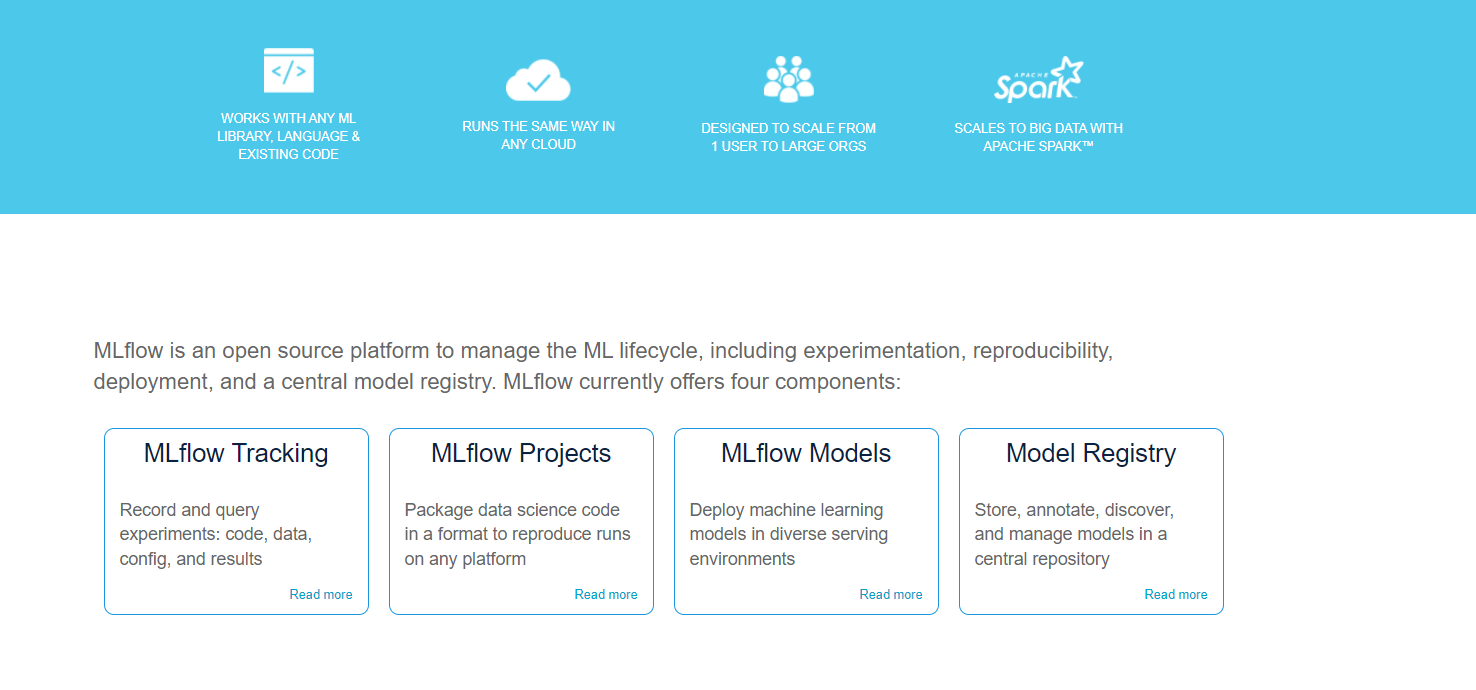 </>
APACHE
Spark™
WORKS WITH ANY ML
LIBRARY, LANGUAGE &
EXISTING CODE
RUNS THE SAME WAY IN
ANY CLOUD
DESIGNED TO SCALE FROM
1 USER TO LARGE ORGS
SCALES TO BIG DATA WITH
APACHE SPARK™
MLflow is an open source platform to manage the ML lifecycle, including experimentation, reproducibility,
deployment, and a central model registry. MLflow currently offers four components:
MLflow Tracking
Record and query
experiments: code, data,
config, and results
Read more
MLflow Projects
Package data science code
in a format to reproduce runs
on any platform
Read more
MLflow Models
Deploy machine learning
models in diverse serving
environments
Read more
Model Registry
Store, annotate, discover,
and manage models in a
central repository
Read more